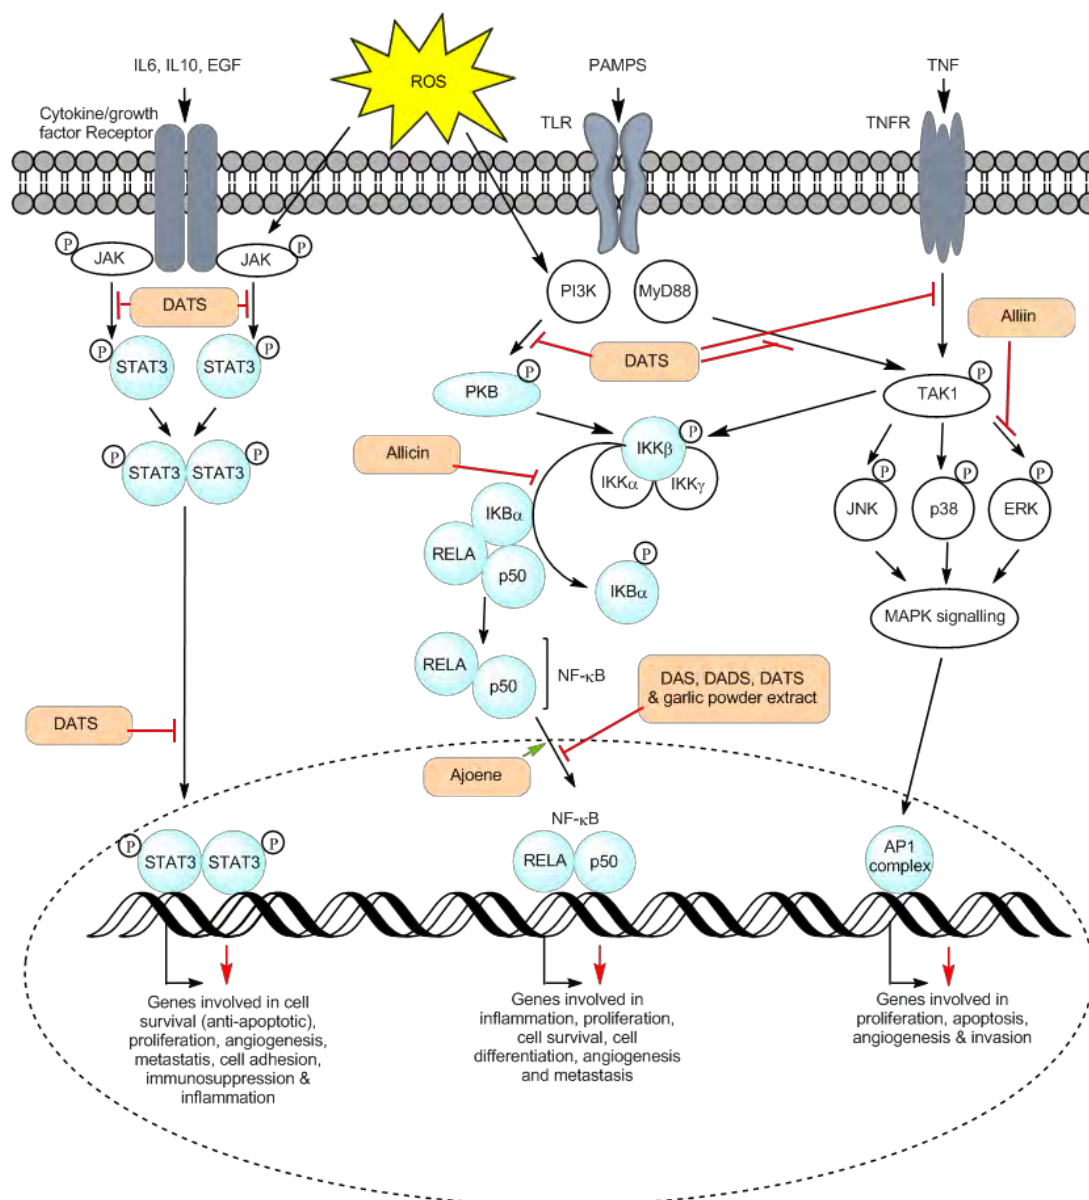 IL6, IL10, EGF
ROS
PAMPS
TNF
Cytokine/growth
factor Receptor
TLR
TNFR
P
JAK
JAK
P
PI3K
MyD88
DATS
Alliin
P
STAT3
STAT3
P
DATS
P
PKB
P
TAK1
P
STAT3
STAT3
P
Allicin
IKKβ
P
IKKα
IKKγ
P
JNK
P
p38
P
ERK
IKBα
RELA
p50
P
IKBα
MAPK signalling
RELA
p50
NF-κB
DAS, DADS, DATS
& garlic powder extract
DATS
Ajoene
NF-κB
P
STAT3
STAT3
P
RELA
p50
AP1
complex
Genes involved in cell
survival (anti-apoptotic),
proliferation, angiogenesis,
metastatis, cell adhesion,
immunosuppression &
inflammation
Genes involved in
inflammation, proliferation,
cell survival, cell
differentiation, angiogenesis
and metastasis
Genes involved in
proliferation, apoptosis,
angiogenesis & invasion